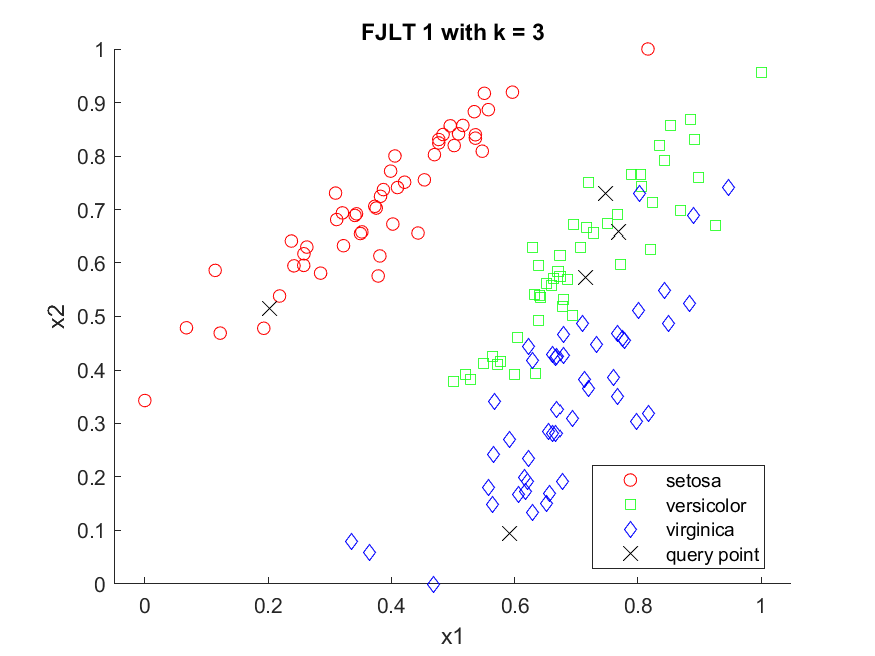 FJLT 1 with k = 3
1
0.9
0.8
0.7
0.6
0.5
0.4
0.3
0.2
0.1
0
x2
0 0.2 0.4 0.6 0.8 1
x1
setosa
versicolor
virginica
query point